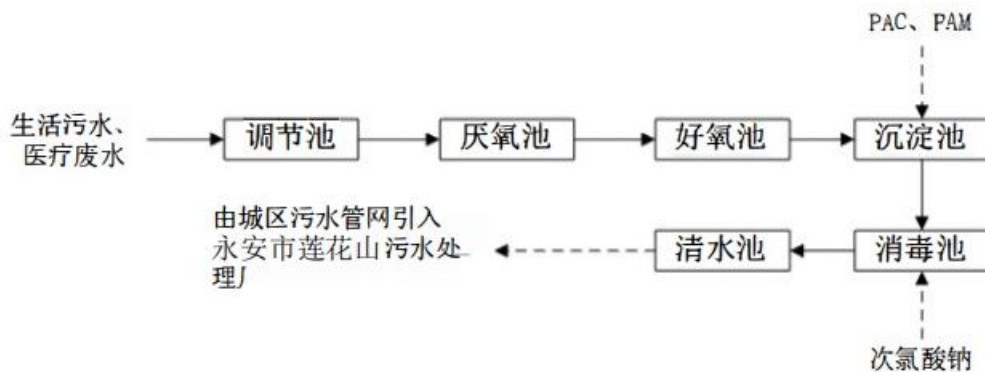 PAC、PAM
生活污水、
医疗废水
调节池
厌氧池
好氧池
沉淀池
由城区污水管网引入
永安市莲花山污水处
理厂
清水池
消毒池
次氯酸钠